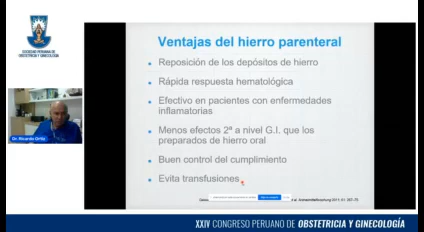 SOCIEDAD PERUANA DE
OBSTETRICIA Y GINECOLOGÍA
Dr. Ricardo Ortiz
Ventajas del hierro parenteral
• Reposición de los depósitos de hierro
• Rápida respuesta hematológica
• Efectivo en pacientes con enfermedades
inflamatorias
• Menos efectos 2ª a nivel G.I. que los
preparados de hierro oral
• Buen control del cumplimiento
• Evita transfusiones
XXIV CONGRESO PERUANO DE OBSTETRICIA Y GINECOLOGÍA